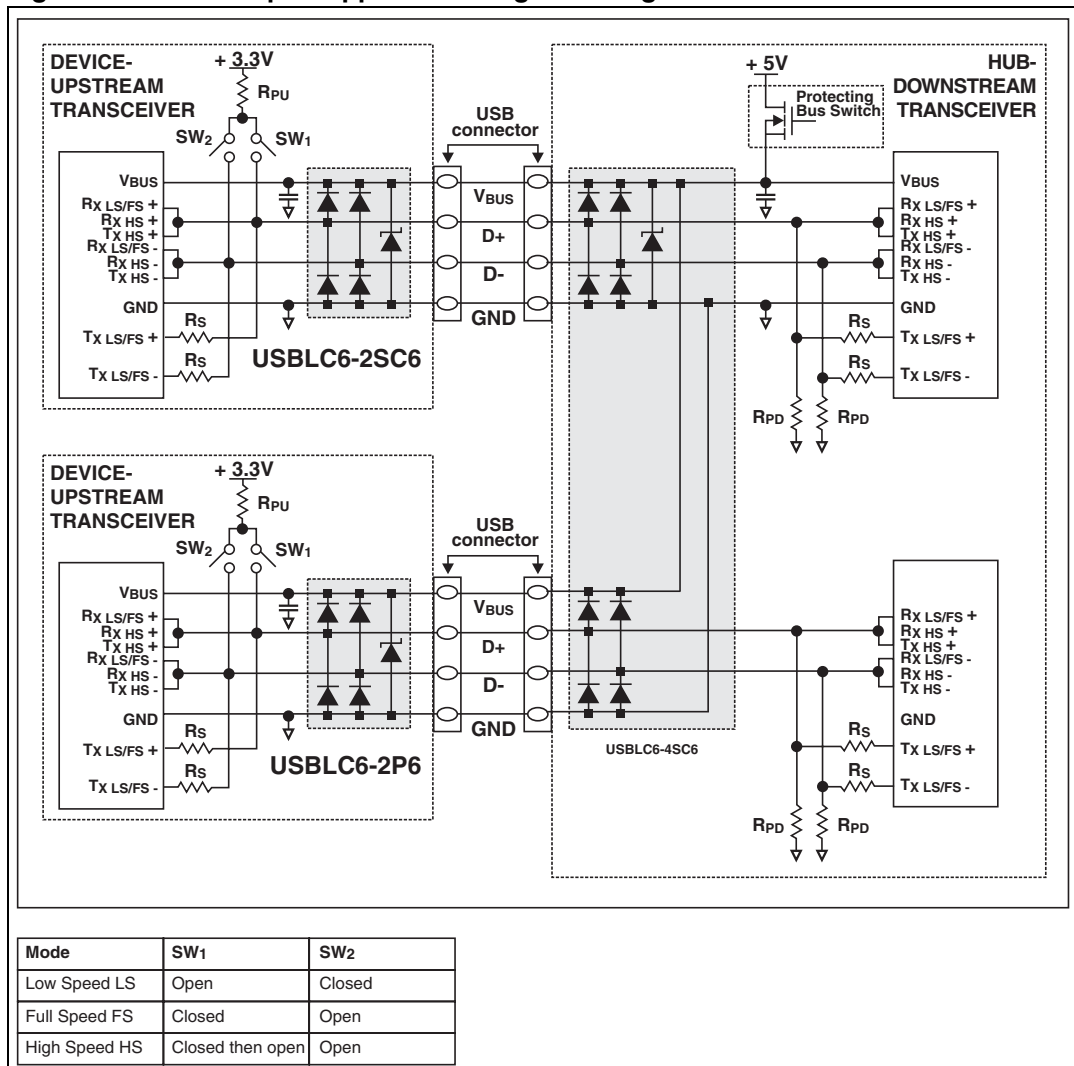 DEVICE-
UPSTREAM
TRANSCEIVER
+ 3.3V
RPU
SW2
SW1
VBUS
RX LS/FS +
RX HS +
TX HS +
RX LS/FS -
RX HS -
TX HS -
GND
TX LS/FS +
TX LS/FS -
RS
RS
USBLC6-2SC6
USB
connector
VBUS
D+
D-
GND
+ 5V
Protecting
Bus Switch
HUB-
DOWNSTREAM
TRANSCEIVER
VBUS
RX LS/FS +
RX HS +
TX HS +
RX LS/FS -
RX HS -
TX HS -
GND
TX LS/FS +
TX LS/FS -
RS
RS
RPD
RPD
DEVICE-
UPSTREAM
TRANSCEIVER
+ 3.3V
RPU
SW2
SW1
VBUS
RX LS/FS +
RX HS +
TX HS +
RX LS/FS -
RX HS -
TX HS -
GND
TX LS/FS +
TX LS/FS -
RS
RS
USBLC6-2P6
USB
connector
VBUS
D+
D-
GND
USBLC6-4SC6
RX LS/FS +
RX HS +
TX HS +
RX LS/FS -
RX HS -
TX HS -
GND
TX LS/FS +
TX LS/FS -
RS
RS
RPD
RPD
Mode SW1 SW2
Low Speed LS Open Closed
Full Speed FS Closed Open
High Speed HS Closed then open Open